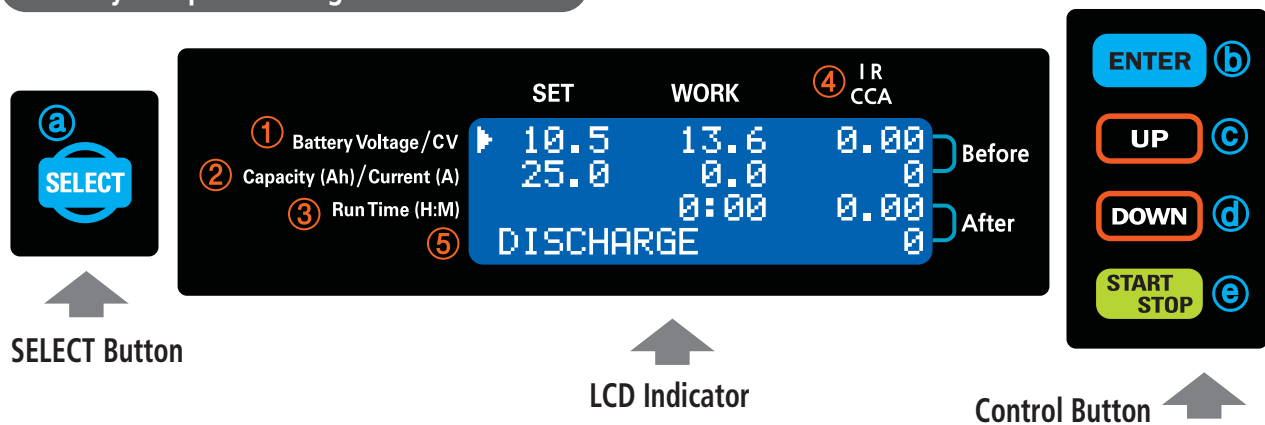 ⓐ
SELECT
SELECT Button
SET WORK ④ I R
CCA
① Battery Voltage/CV 10.5 13.6 0.00 Before
② Capacity (Ah)/Current (A) 25.0 0.0 0
③ Run Time (H:M) 0:00 0.00 After
⑤ DISCHARGE 0
LCD Indicator
ENTER ⓑ
UP ⓒ
DOWN ⓓ
START
STOP ⓔ
Control Button